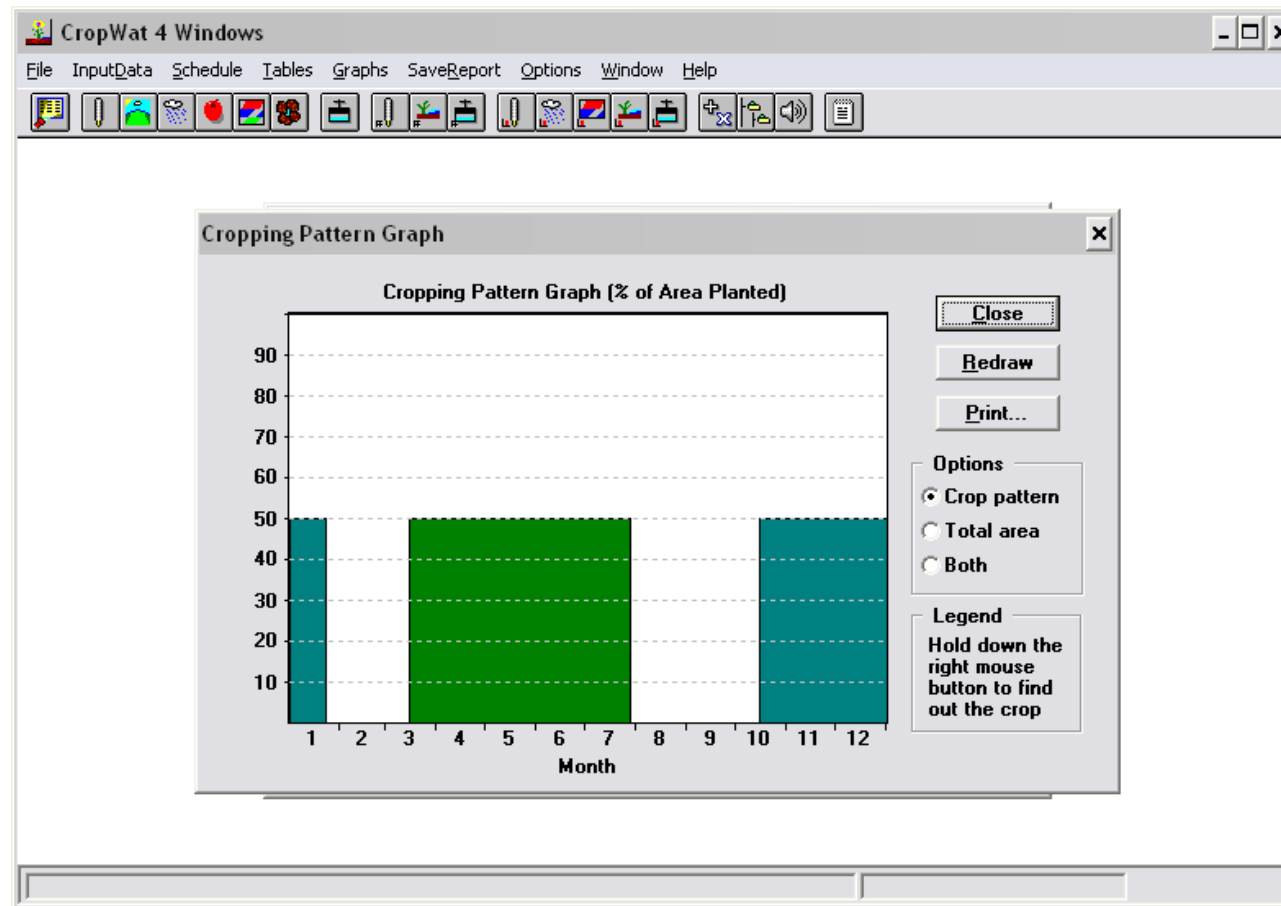 CropWat 4 Windows
File InputData Schedule Tables Graphs SaveReport Options Window Help
Cropping Pattern Graph
Cropping Pattern Graph (% of Area Planted)
90
80
70
60
50
40
30
20
10
1 2 3 4 5 6 7 8 9 10 11 12
Month
Close
Redraw
Print...
Options
Crop pattern
Total area
Both
Legend
Hold down the
right mouse
button to find
out the crop